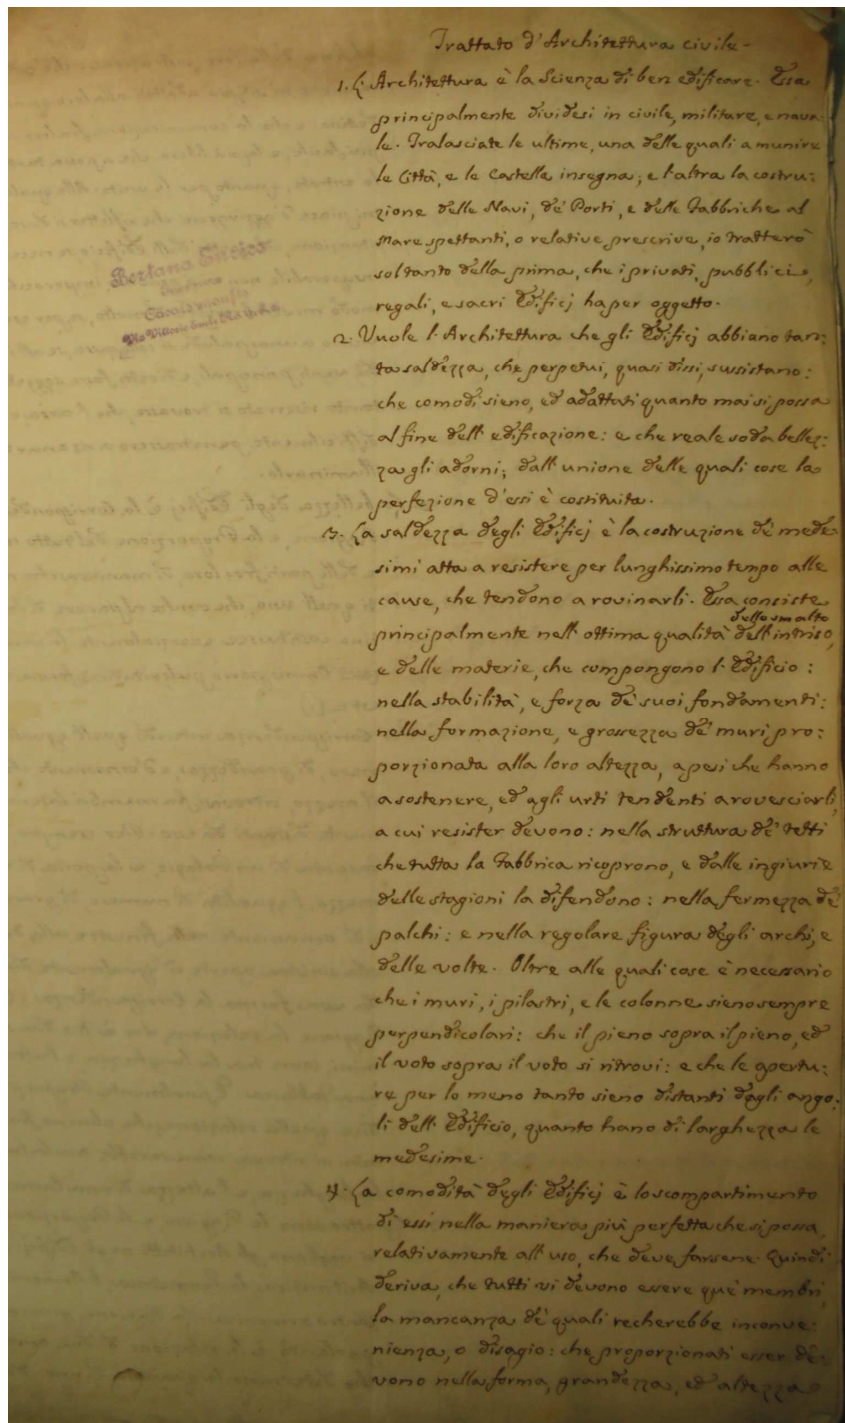 Trattato d'Architettura civile-
1. L'Architettura è la Scienza di ben edificare. Essa
principalmente dividesi in civile, militare, e nava
le. Tralasciate le ultime, una delle quali a munire
le Città, e le Castella insegna; e l'altra la costru:
zione delle Navi, de' Porti, e delle Fabbriche al
Mare spettanti, o relative prescrive, io tratterò
soltanto della prima, che i privati, pubblici,
regali, e sacri Edificj ha per oggetto.
2. Vuole l'Architettura che gli Edificj abbiano tan:
ta saldezza, che perpetui, quasi dissi, sussistano:
che comodi sieno, ed adattati quanto mai si possa
al fine dell'edificazione: e che reale soda bellez:
za gli adorni; dall'unione delle quali cose la
perfezione d'essi è costituita.
3. La saldezza degli Edificj è la costruzione de' mede
simi atta a resistere per lunghissimo tempo alle
cause, che tendono a rovinarli. Essa consiste
dello smalto
principalmente nell'ottima qualità dell'intriso,
e delle materie, che compongono l'Edificio:
nella stabilità, e forza de' suoi fondamenti:
nella formazione, e grossezza de' muri pro:
porzionata alla loro altezza, a pesi che hanno
a sostenere, ed agli urti tendenti a rovesciarli,
a cui resister devono: nella struttura de' tetti
che tutta la Fabbrica ricoprono, e dalle ingiurie
delle stagioni la difendono: nella fermezza de'
palchi: e nella regolare figura degli archi, e
delle volte. Oltre alle quali cose è necessario
che i muri, i pilastri, e le colonne sieno sempre
perpendicolari: che il pieno sopra il pieno, ed
il voto sopra il voto si ritrovi: e che le apertu:
re per lo meno tanto sieno distanti dagli ango:
li dell'Edificio, quanto hano di larghezza le
medesime.
4. La comodità degli Edificj è lo scompartimento
di essi nella maniera più perfetta che si possa,
relativamente all'uso, che deve farsene. Quindi
deriva, che tutti vi devono essere que' membri,
la mancanza de' quali recherebbe inconve:
nienza, o disagio: che proporzionati esser de:
vono nella forma, grandezza, ed altezza
Bertana Enrico